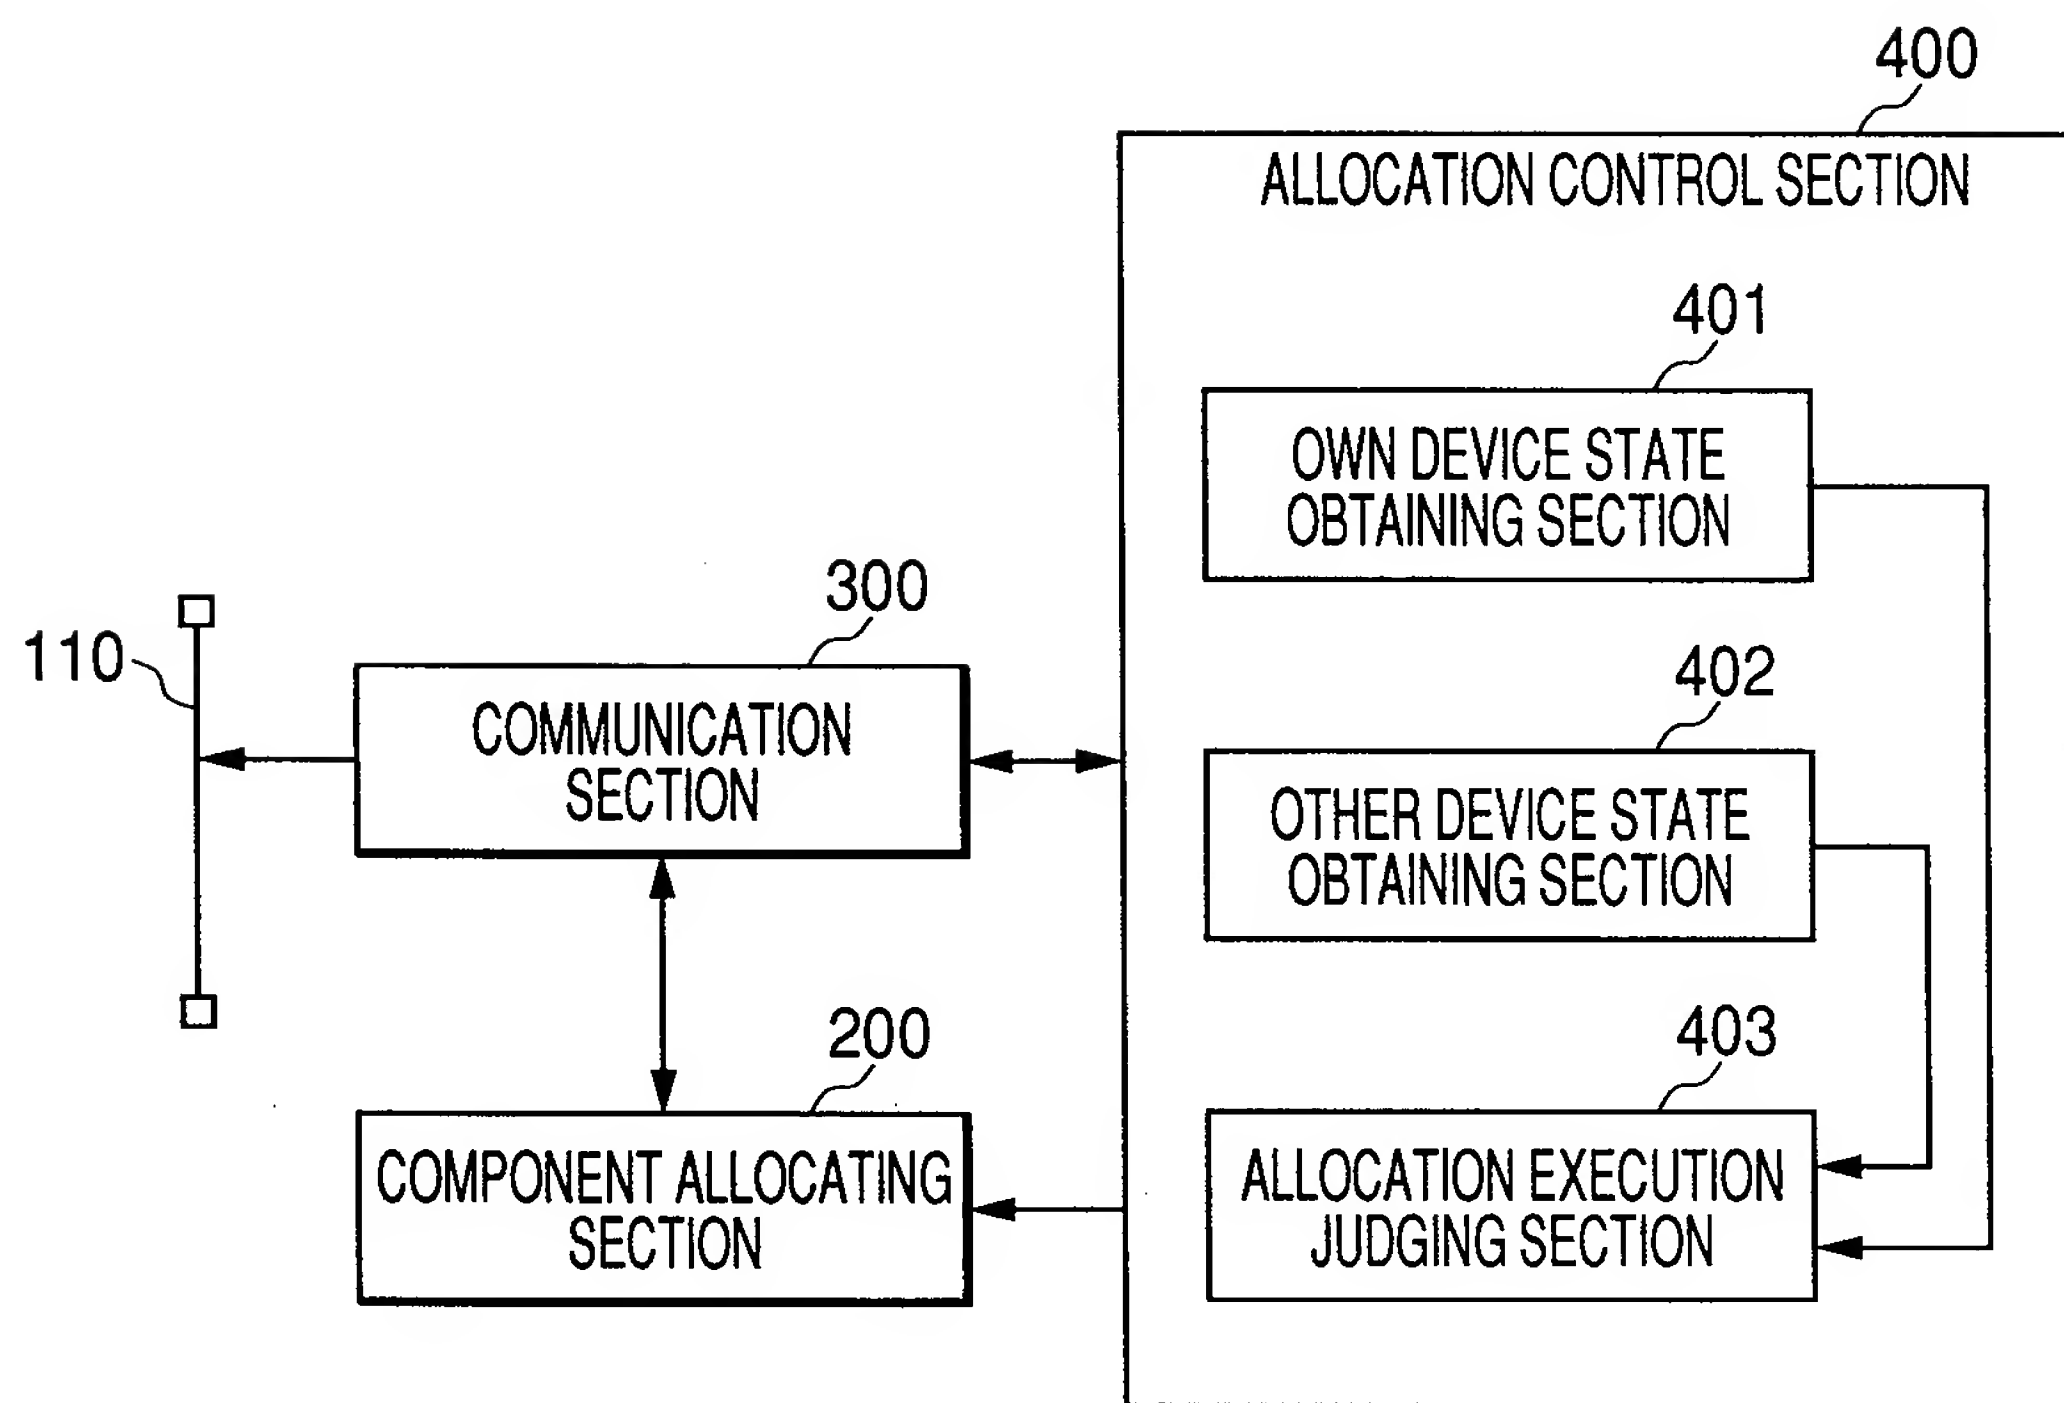 400
ALLOCATION CONTROL SECTION
401
OWN DEVICE STATE
OBTAINING SECTION
300
110
COMMUNICATION
SECTION
402
OTHER DEVICE STATE
OBTAINING SECTION
200
COMPONENT ALLOCATING
SECTION
403
ALLOCATION EXECUTION
JUDGING SECTION